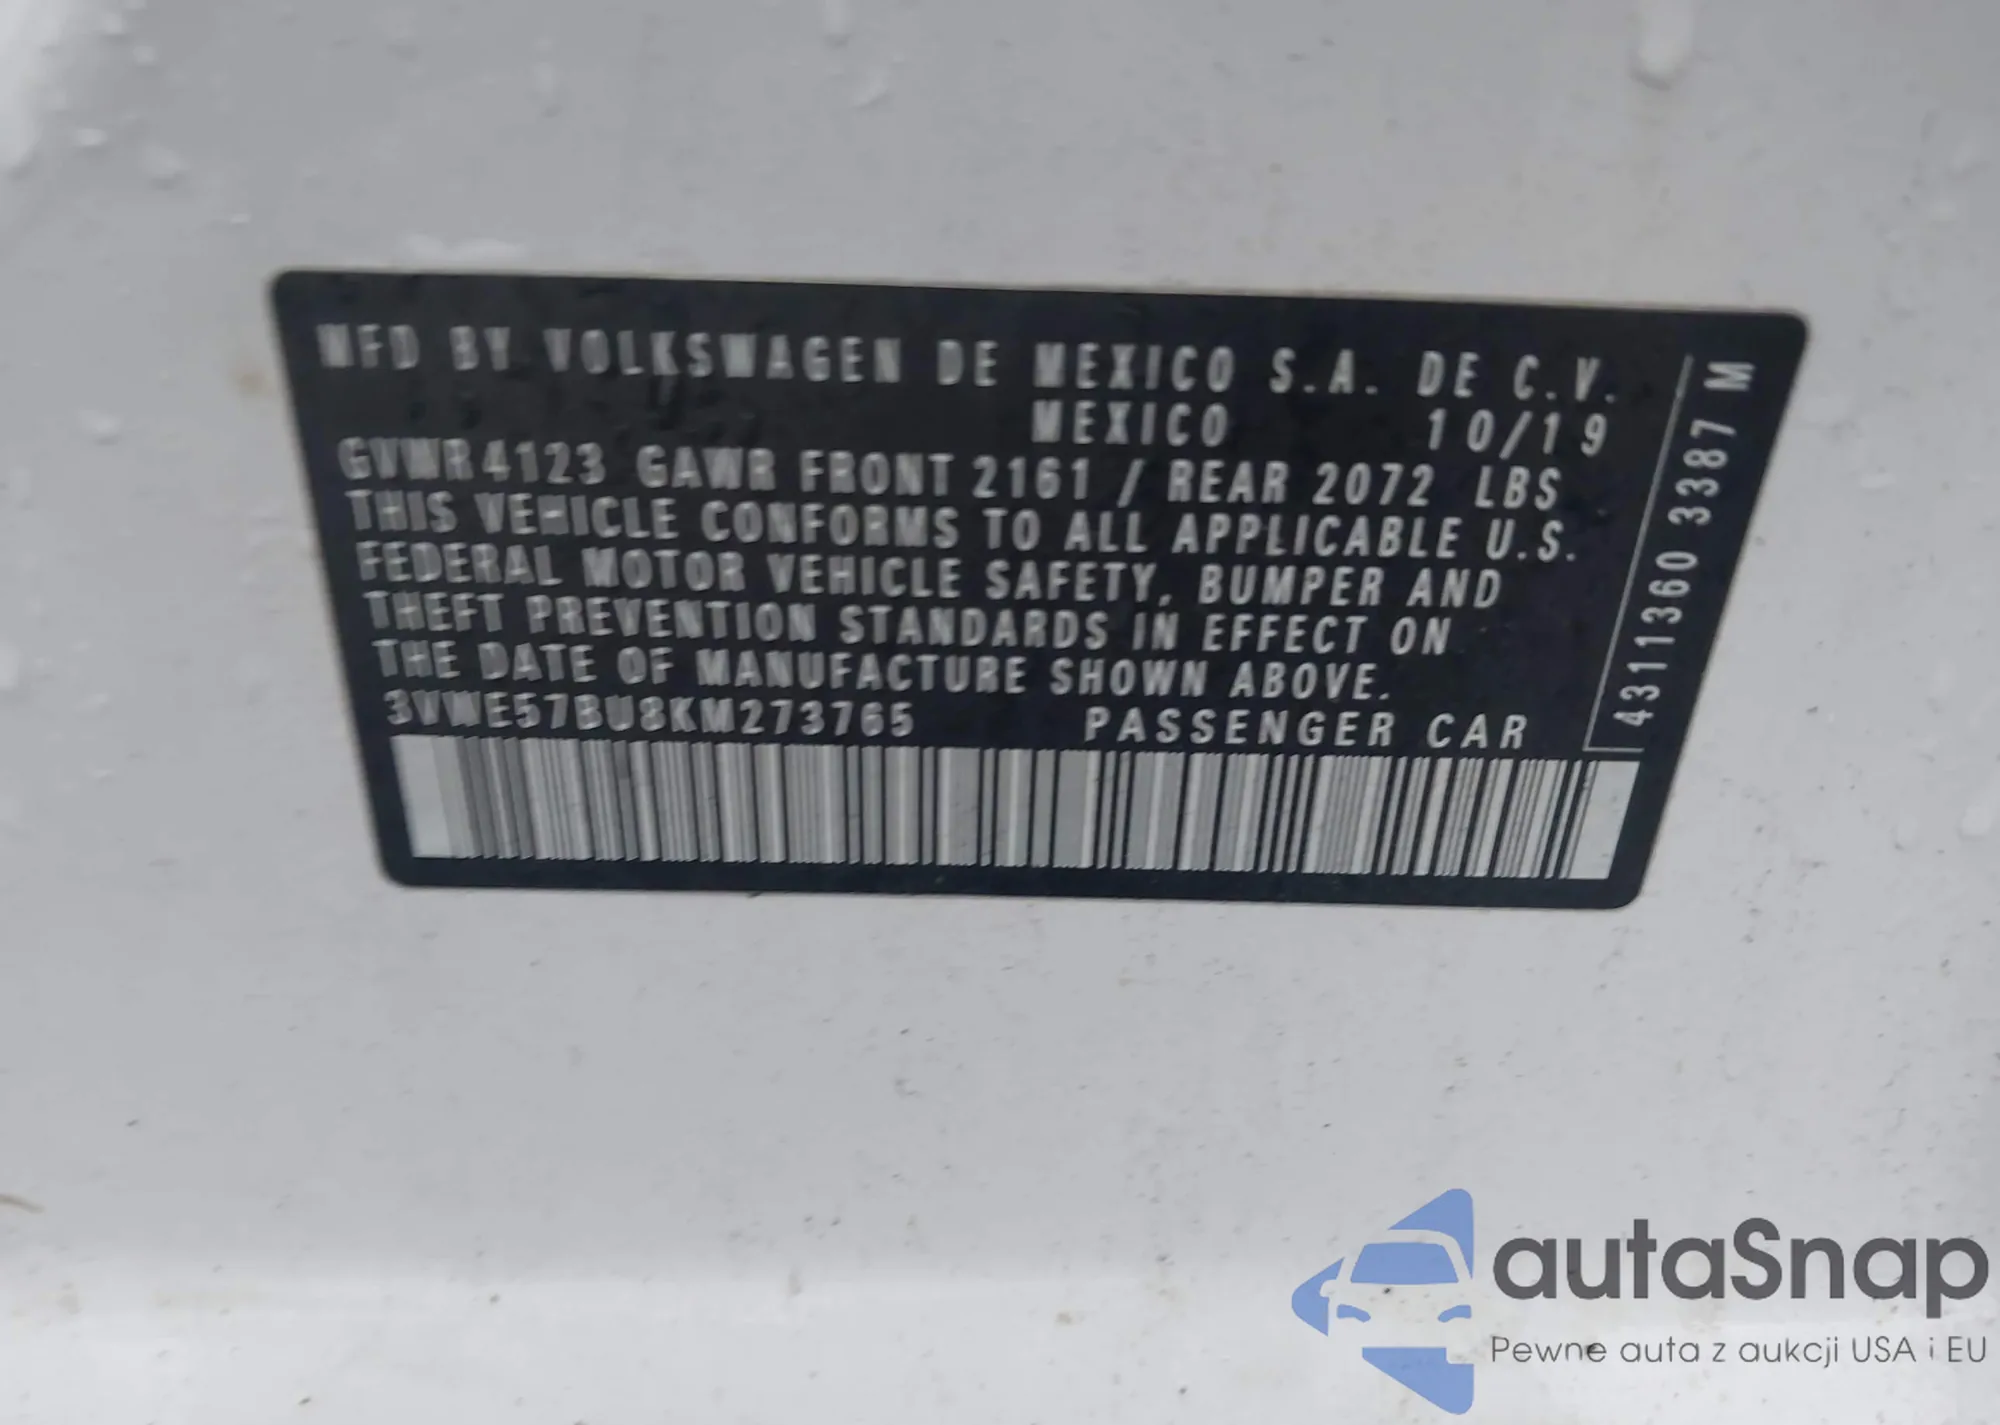 MFD BY VOLKSWAGEN DE MEXICO S.A. DE C.V.
MEXICO 10/19
GVWR 4123 GAWR FRONT 2161 / REAR 2072 LBS
THIS VEHICLE CONFORMS TO ALL APPLICABLE U.S.
FEDERAL MOTOR VEHICLE SAFETY, BUMPER AND
THEFT PREVENTION STANDARDS IN EFFECT ON
THE DATE OF MANUFACTURE SHOWN ABOVE.
3VWE57BU8KM273765 PASSENGER CAR
4311360 3387 M
autaSnap
Pewne auta z aukcji USA i EU